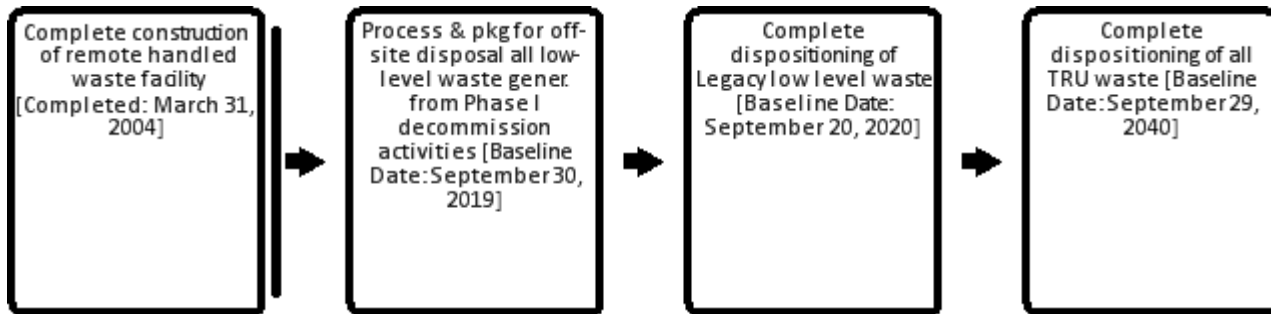 Complete construction
of remote handled
waste facility
[Completed: March 31,
2004]
Process & pkg for off-
site disposal all low-
level waste gener.
from Phase I
decommission
activities [Baseline
Date: September 30,
2019]
Complete
dispositioning of
Legacy low level waste
[Baseline Date:
September 20, 2020]
Complete
dispositioning of all
TRU waste [Baseline
Date: September 29,
2040]